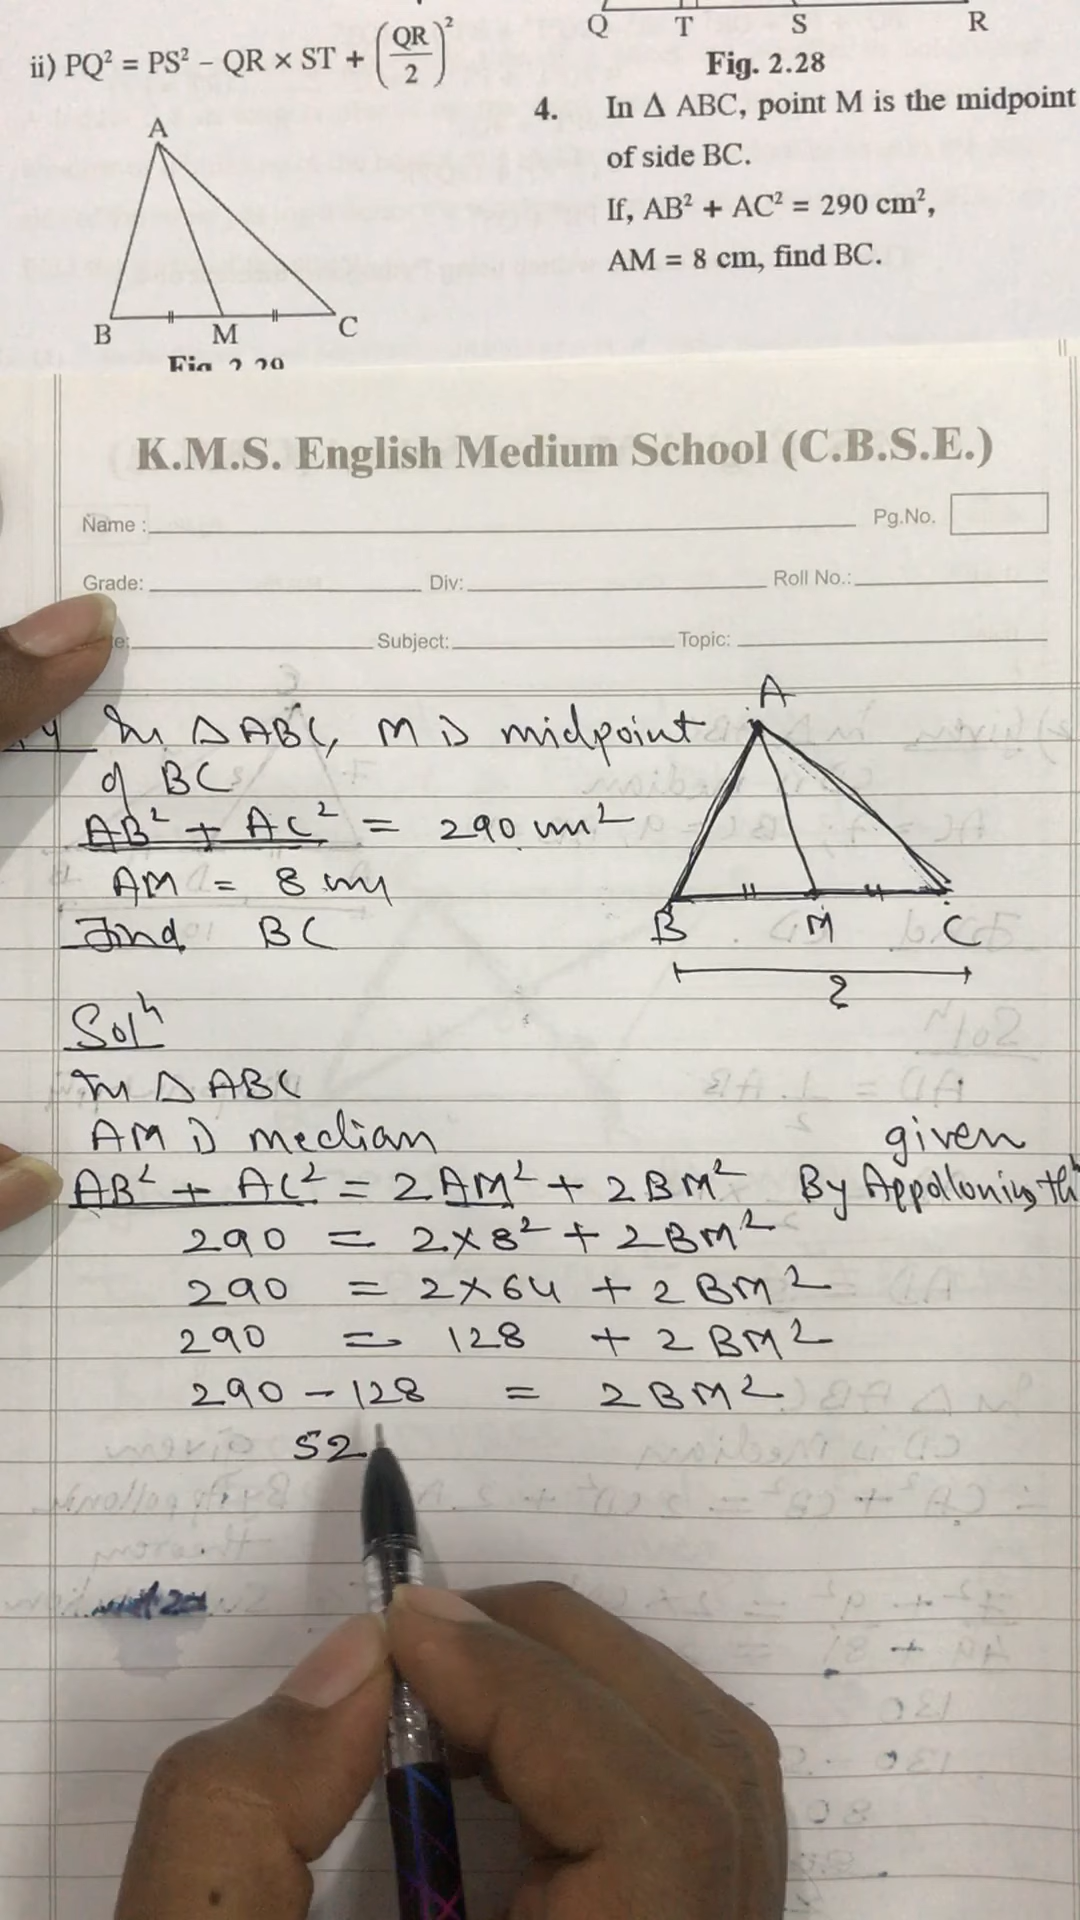 Q T S R
ii) PQ² = PS² – QR × ST + (QR/2)²
Fig. 2.28
A
B M C
4. In Δ ABC, point M is the midpoint
of side BC.
If, AB² + AC² = 290 cm²,
AM = 8 cm, find BC.
K.M.S. English Medium School (C.B.S.E.)
Name : Pg.No.
Grade: Div: Roll No.:
Subject: Topic:
In Δ ABC, M is midpoint
of BC
AB² + AC² = 290 cm²
AM = 8 cm
Find BC
A
B M C
?
Solⁿ
In Δ ABC
AM is median given
AB² + AC² = 2AM² + 2BM² By Appollonius th
290 = 2×8² + 2BM²
290 = 2×64 + 2BM²
290 = 128 + 2BM²
290 – 128 = 2BM²
52